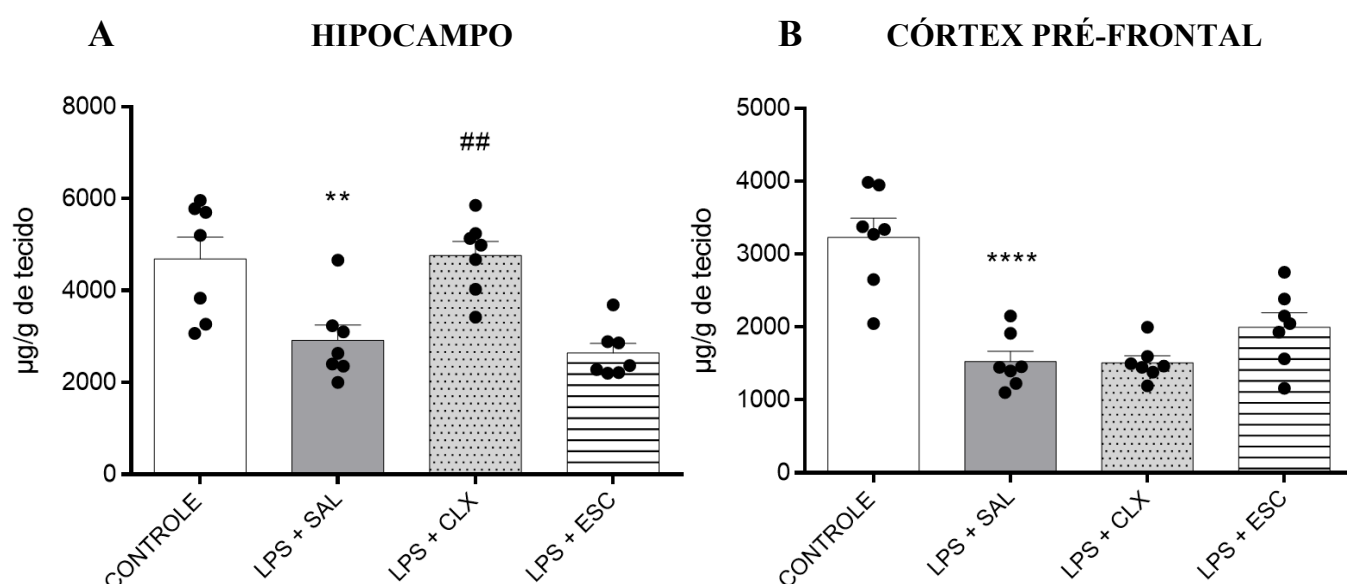 A HIPOCAMPO
8000
6000
4000
2000
0
µg/g de tecido
**
##
CONTROLE
LPS + SAL
LPS + CLX
LPS + ESC
B CÓRTEX PRÉ-FRONTAL
5000
4000
3000
2000
1000
0
µg/g de tecido
****
CONTROLE
LPS + SAL
LPS + CLX
LPS + ESC